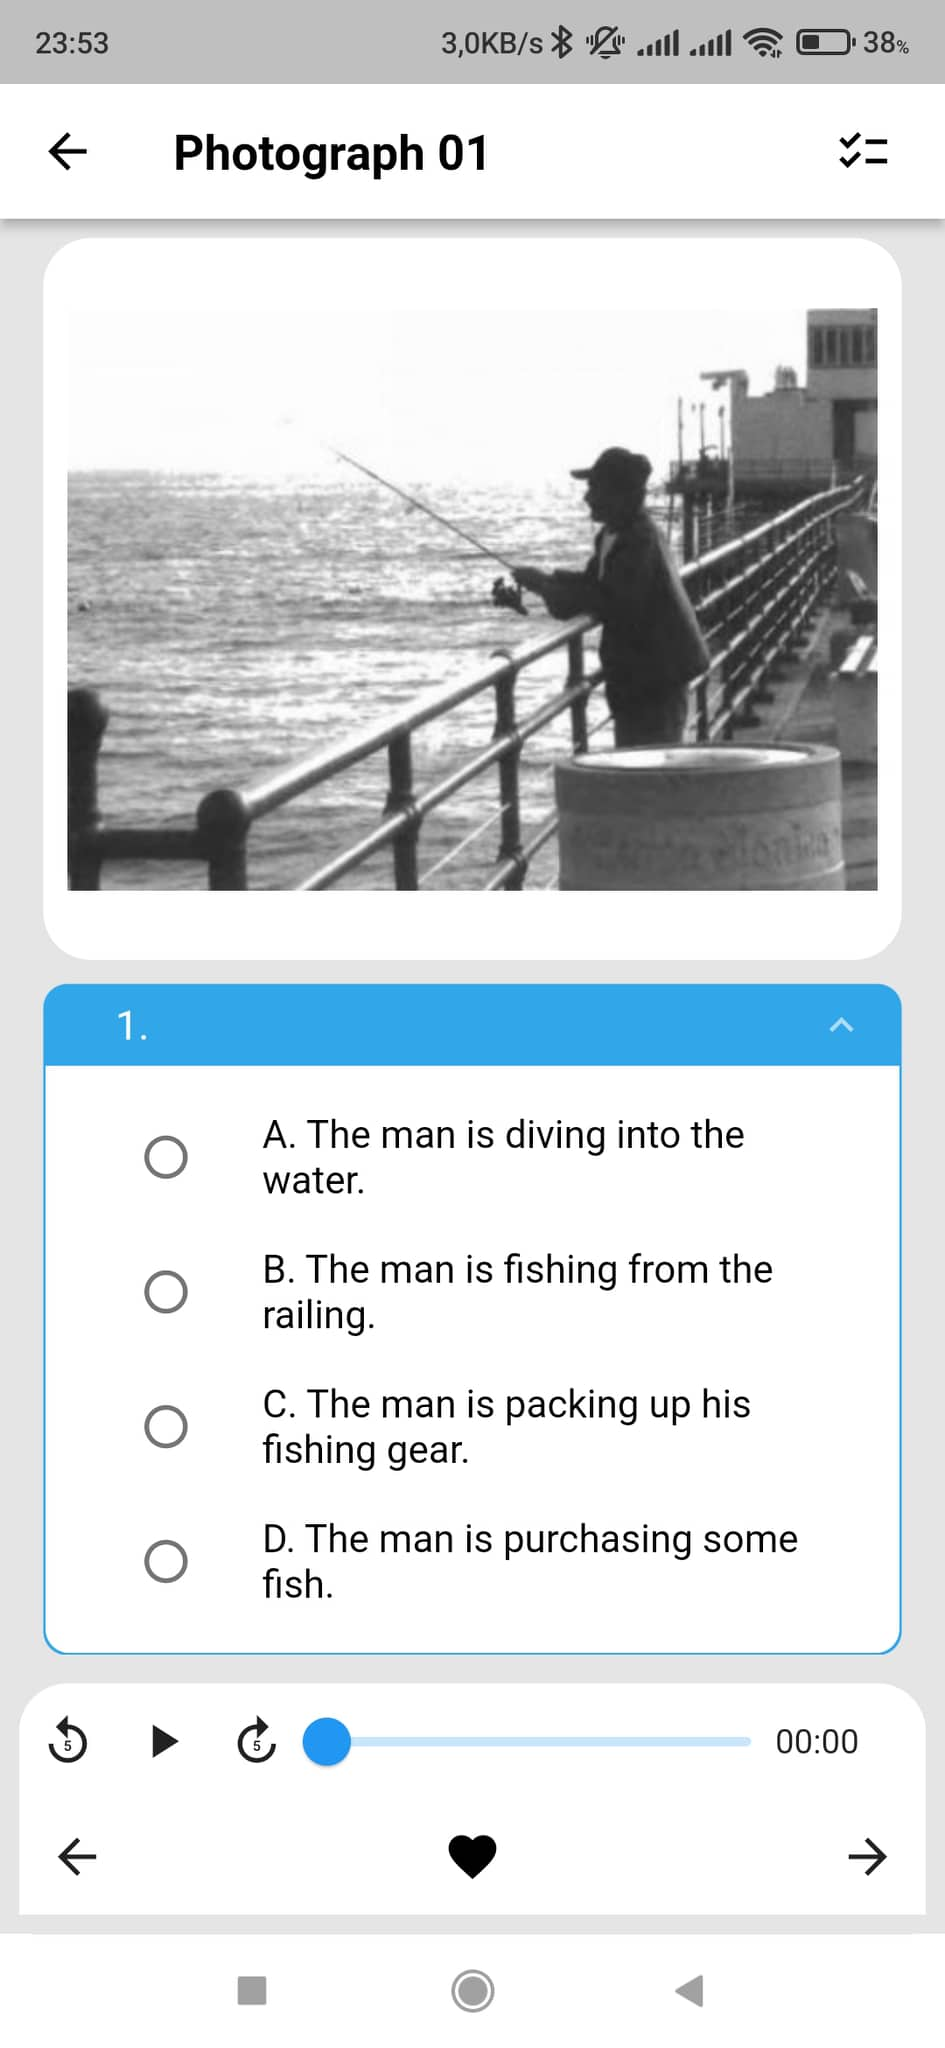 23:53 3,0KB/s 38%
Photograph 01
1.
A. The man is diving into the
water.
B. The man is fishing from the
railing.
C. The man is packing up his
fishing gear.
D. The man is purchasing some
fish.
5 5 00:00